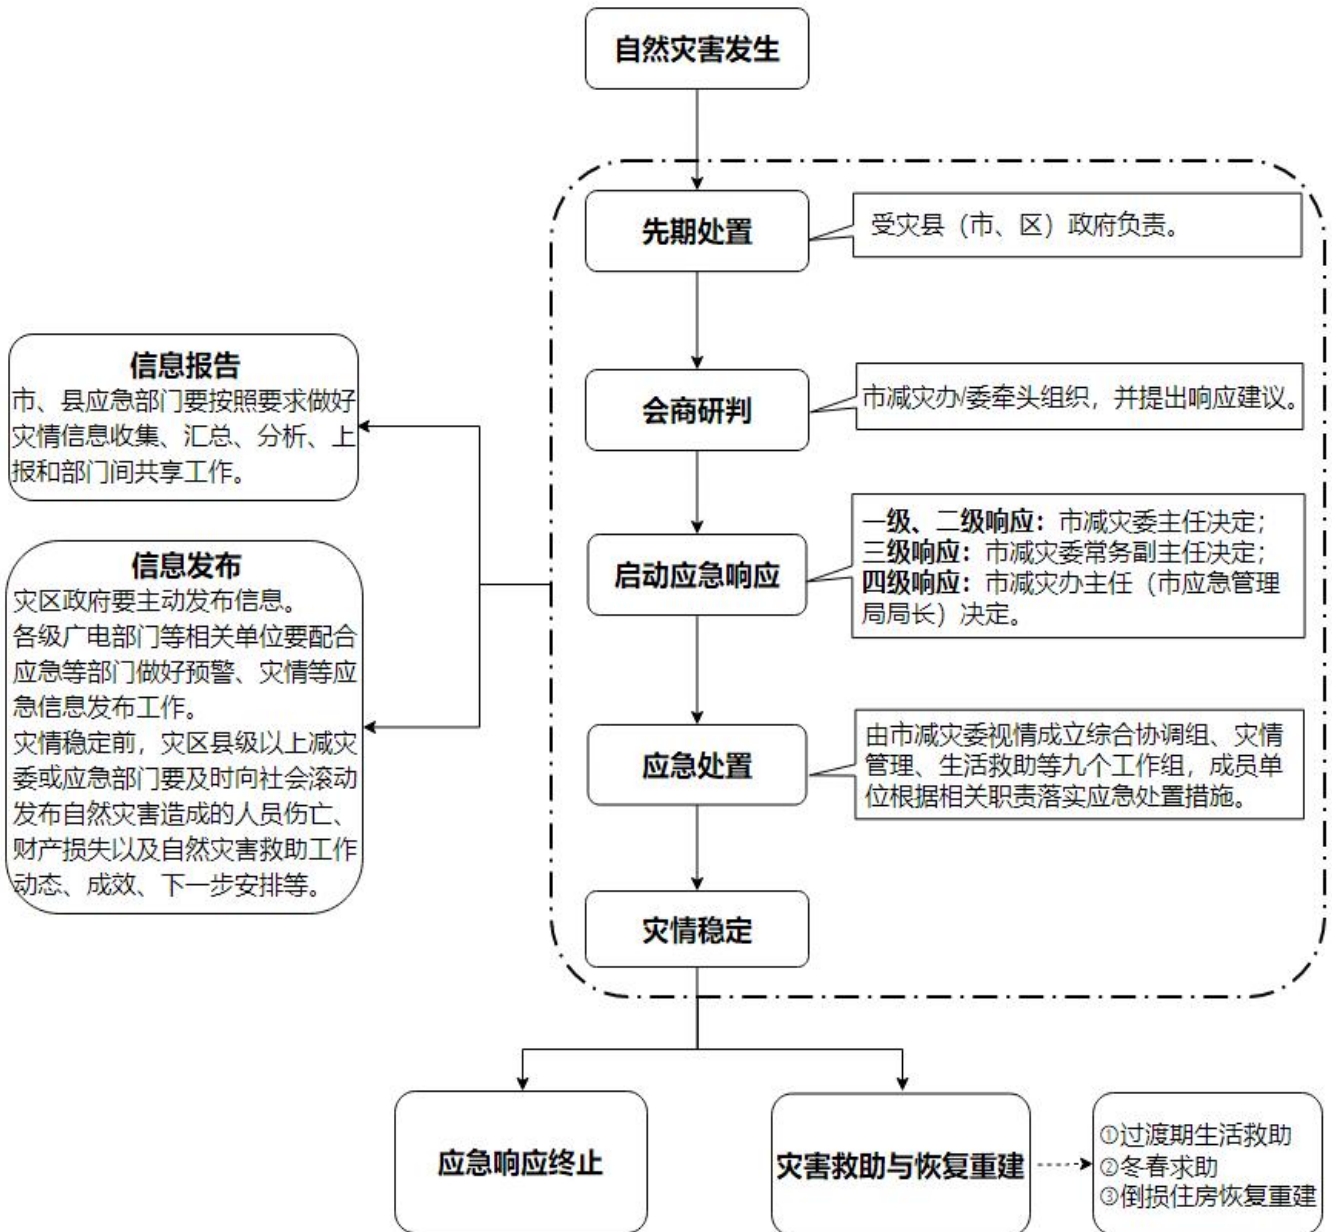 自然灾害发生
先期处置
受灾县（市、区）政府负责。
会商研判
市减灾办/委牵头组织，并提出响应建议。
启动应急响应
一级、二级响应：市减灾委主任决定；
三级响应：市减灾委常务副主任决定；
四级响应：市减灾办主任（市应急管理
局局长）决定。
应急处置
由市减灾委视情成立综合协调组、灾情
管理、生活救助等九个工作组，成员单
位根据相关职责落实应急处置措施。
灾情稳定
信息报告
市、县应急部门要按照要求做好
灾情信息收集、汇总、分析、上
报和部门间共享工作。
信息发布
灾区政府要主动发布信息。
各级广电部门等相关单位要配合
应急等部门做好预警、灾情等应
急信息发布工作。
灾情稳定前，灾区县级以上减灾
委或应急部门要及时向社会滚动
发布自然灾害造成的人员伤亡、
财产损失以及自然灾害救助工作
动态、成效、下一步安排等。
应急响应终止
灾害救助与恢复重建
①过渡期生活救助
②冬春求助
③倒损住房恢复重建